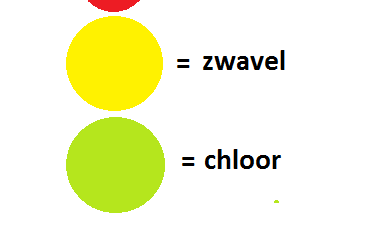 = zwavel
= chloor